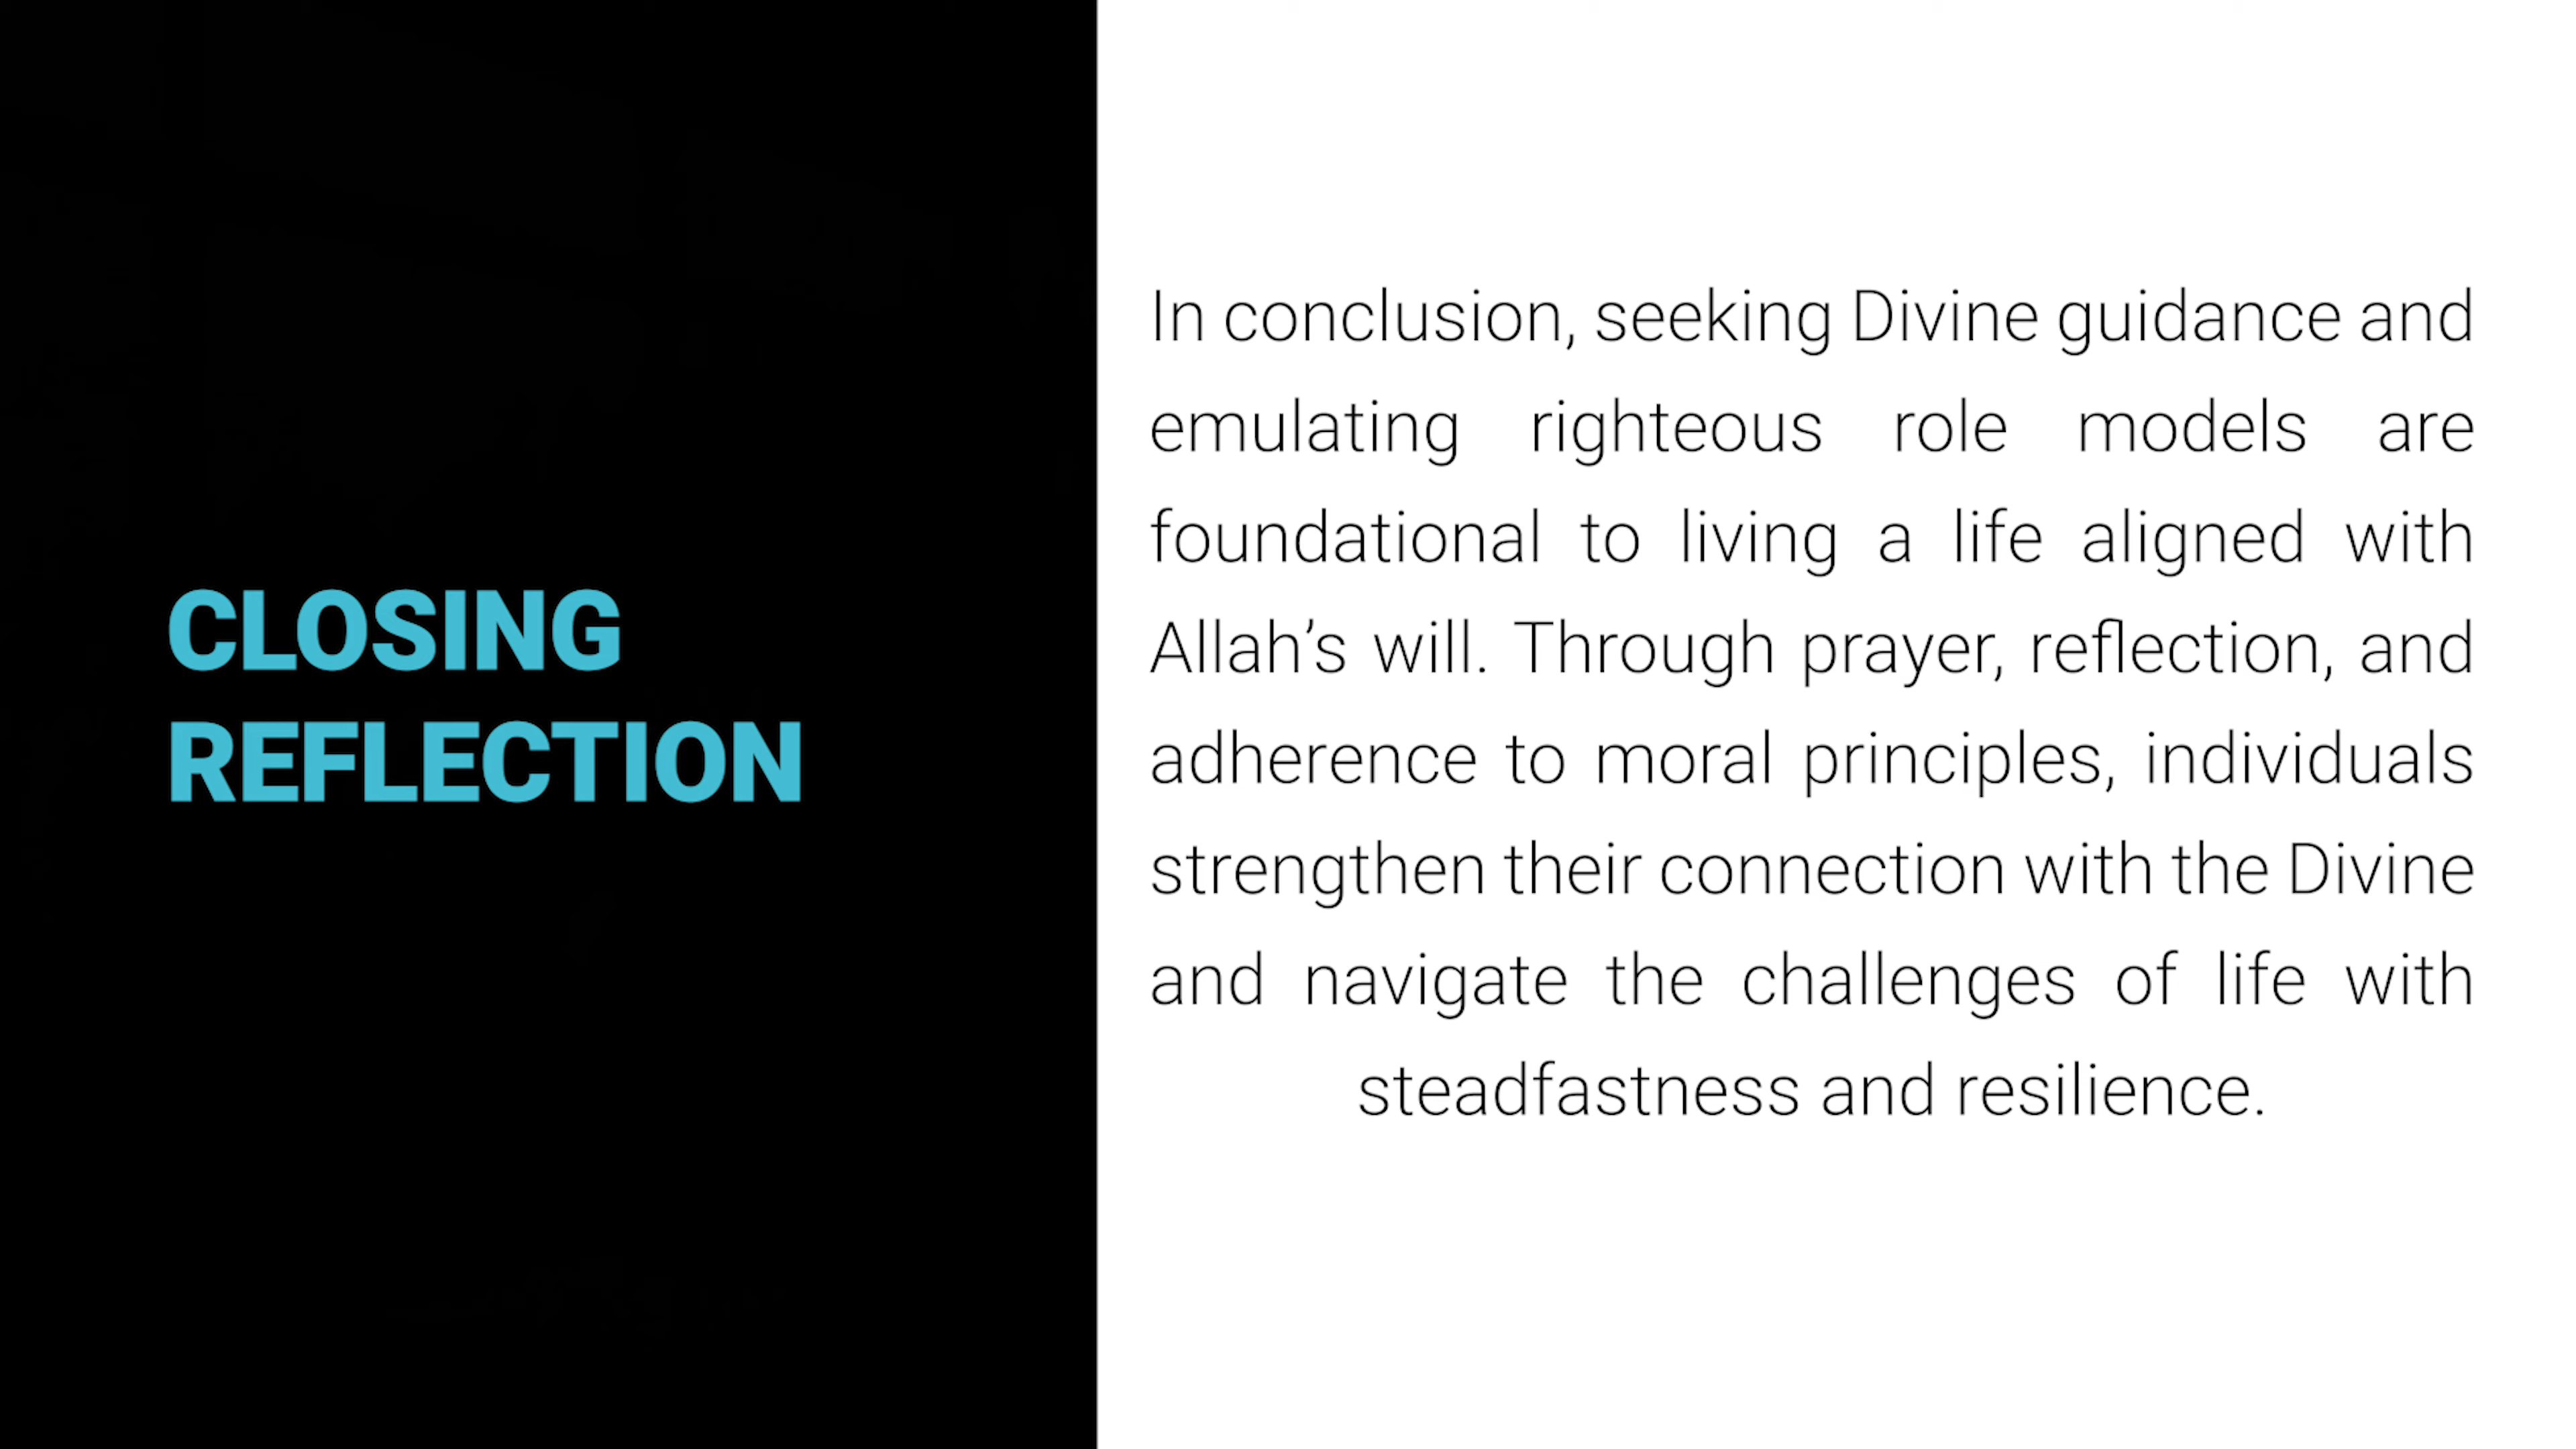 CLOSING
REFLECTION
In conclusion, seeking Divine guidance and
emulating righteous role models are
foundational to living a life aligned with
Allah’s will. Through prayer, reflection, and
adherence to moral principles, individuals
strengthen their connection with the Divine
and navigate the challenges of life with
steadfastness and resilience.